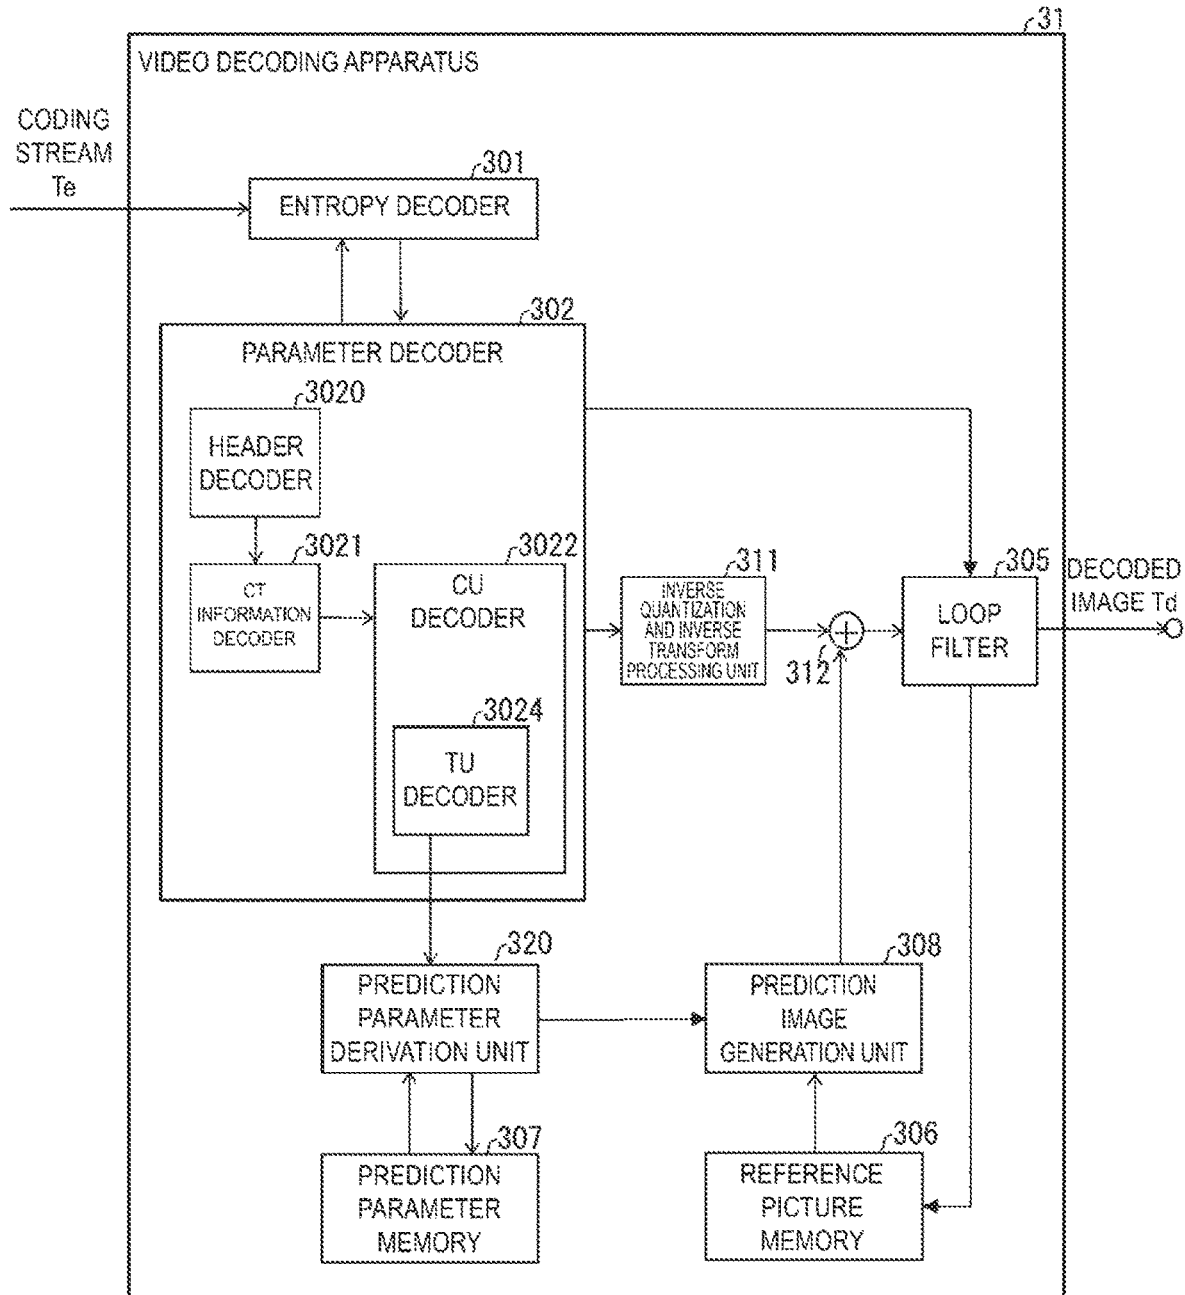 31
VIDEO DECODING APPARATUS
CODING
STREAM
Te
301
ENTROPY DECODER
302
PARAMETER DECODER
3020
HEADER
DECODER
3021
CT
INFORMATION
DECODER
3022
CU
DECODER
3024
TU
DECODER
311
INVERSE
QUANTIZATION
AND INVERSE
TRANSFORM
PROCESSING UNIT
312
305
LOOP
FILTER
DECODED
IMAGE Td
320
PREDICTION
PARAMETER
DERIVATION UNIT
308
PREDICTION
IMAGE
GENERATION UNIT
307
PREDICTION
PARAMETER
MEMORY
306
REFERENCE
PICTURE
MEMORY